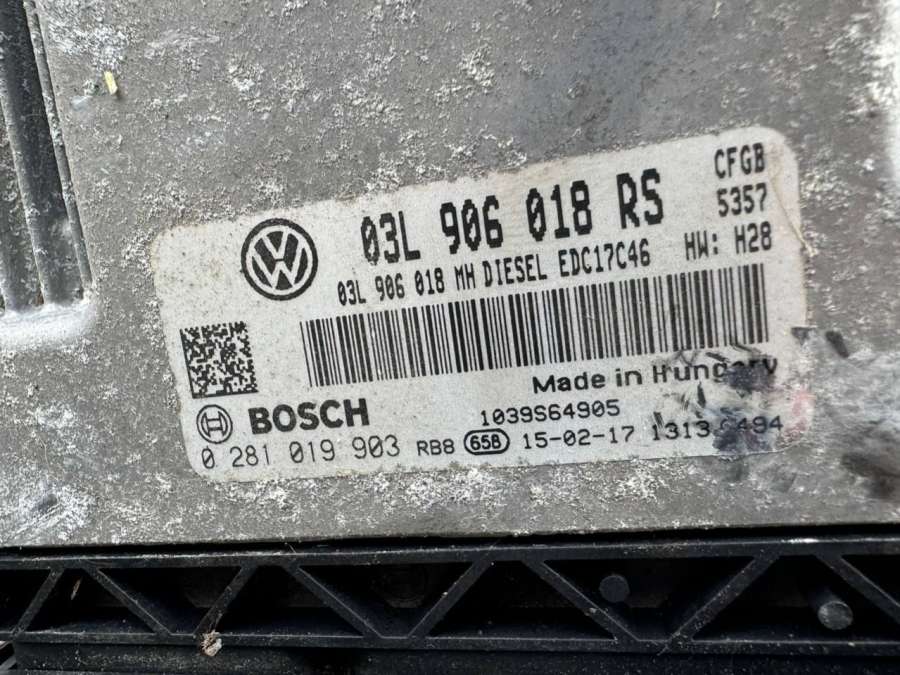 CFGB
03L 906 018 RS 5357
03L 906 018 MH DIESEL EDC17C46 HW: H28
Made in Hungary
BOSCH 1039S64905
0 281 019 903 RB8 658 15-02-17